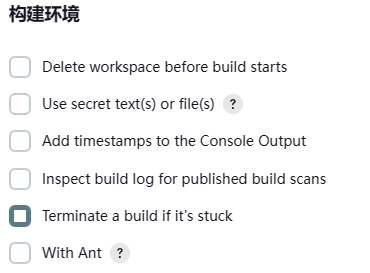 构建环境
Delete workspace before build starts
Use secret text(s) or file(s) ?
Add timestamps to the Console Output
Inspect build log for published build scans
Terminate a build if it's stuck
With Ant ?